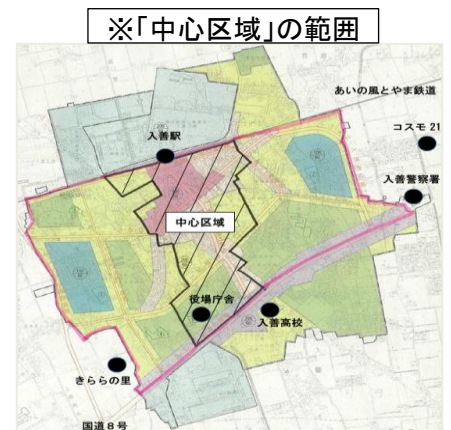 ※「中心区域」の範囲
あいの風とやま鉄道
コスモ 21
入善駅
入善警察署
中心区域
役場庁舎
入善高校
きららの里
国道8号